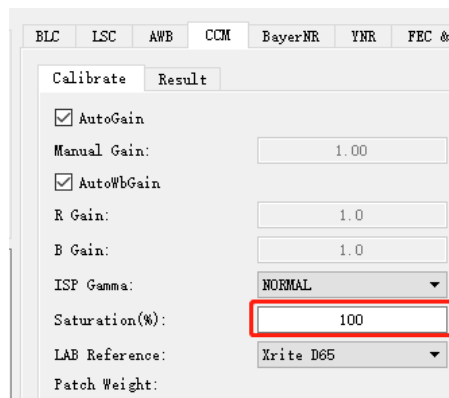 BLC LSC AWB CCM BayerNR YNR FEC &
Calibrate Result
AutoGain
Manual Gain: 1.00
AutoWbGain
R Gain: 1.0
B Gain: 1.0
ISP Gamma: NORMAL
Saturation(%): 100
LAB Reference: Xrite D65
Patch Weight: